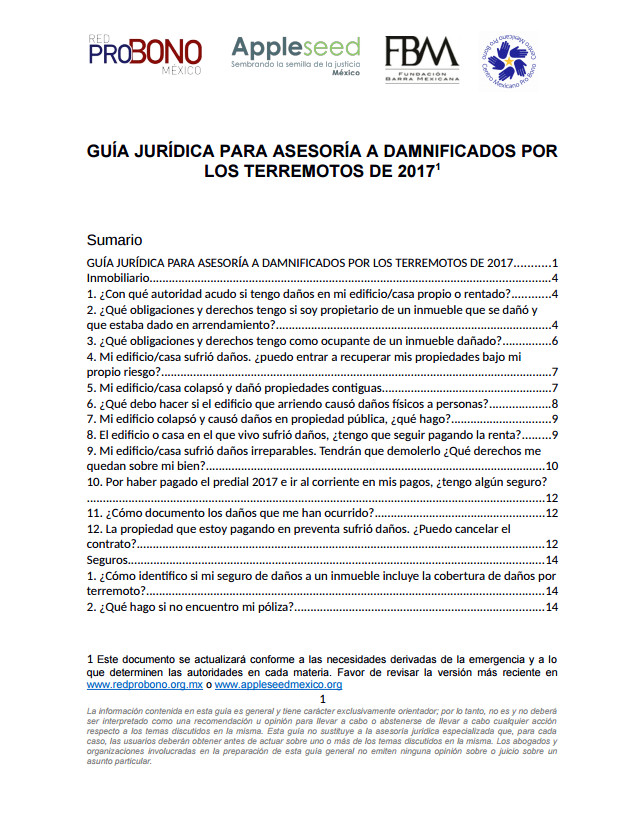 RED
PROBONO
MÉXICO
Appleseed
Sembrando la semilla de la justicia
México
FBM
FUNDACIÓN
BARRA MEXICANA
Centro Mexicano Pro Bono
Centro Mexicano Pro Bono
GUÍA JURÍDICA PARA ASESORÍA A DAMNIFICADOS POR
LOS TERREMOTOS DE 2017¹
Sumario
GUÍA JURÍDICA PARA ASESORÍA A DAMNIFICADOS POR LOS TERREMOTOS DE 2017...........1
Inmobiliario.......................................................................................................................4
1. ¿Con qué autoridad acudo si tengo daños en mi edificio/casa propio o rentado?............4
2. ¿Qué obligaciones y derechos tengo si soy propietario de un inmueble que se dañó y
que estaba dado en arrendamiento?..................................................................................4
3. ¿Qué obligaciones y derechos tengo como ocupante de un inmueble dañado?...............6
4. Mi edificio/casa sufrió daños. ¿puedo entrar a recuperar mis propiedades bajo mi
propio riesgo?....................................................................................................................7
5. Mi edificio/casa colapsó y dañó propiedades contiguas..................................................7
6. ¿Qué debo hacer si el edificio que arriendo causó daños físicos a personas?...................8
7. Mi edificio colapsó y causó daños en propiedad pública, ¿qué hago?..............................9
8. El edificio o casa en el que vivo sufrió daños, ¿tengo que seguir pagando la renta?.........9
9. Mi edificio/casa sufrió daños irreparables. Tendrán que demolerlo ¿Qué derechos me
quedan sobre mi bien?.....................................................................................................10
10. Por haber pagado el predial 2017 e ir al corriente en mis pagos, ¿tengo algún seguro?
........................................................................................................................................12
11. ¿Cómo documento los daños que me han ocurrido?...................................................12
12. La propiedad que estoy pagando en preventa sufrió daños. ¿Puedo cancelar el
contrato?..........................................................................................................................12
Seguros............................................................................................................................14
1. ¿Cómo identifico si mi seguro de daños a un inmueble incluye la cobertura de daños por
terremoto?.......................................................................................................................14
2. ¿Qué hago si no encuentro mi póliza?...........................................................................14
1 Este documento se actualizará conforme a las necesidades derivadas de la emergencia y a lo
que determinen las autoridades en cada materia. Favor de revisar la versión más reciente en
www.redprobono.org.mx o www.appleseedmexico.org
1
La información contenida en esta guía es general y tiene carácter exclusivamente orientador; por lo tanto, no es y no deberá
ser interpretado como una recomendación u opinión para llevar a cabo o abstenerse de llevar a cabo cualquier acción
respecto a los temas discutidos en la misma. Esta guía no sustituye a la asesoría jurídica especializada que, para cada
caso, las usuarios deberán obtener antes de actuar sobre uno o más de los temas discutidos en la misma. Los abogados y
organizaciones involucradas en la preparación de esta guía general no emiten ninguna opinión sobre o juicio sobre un
asunto particular.